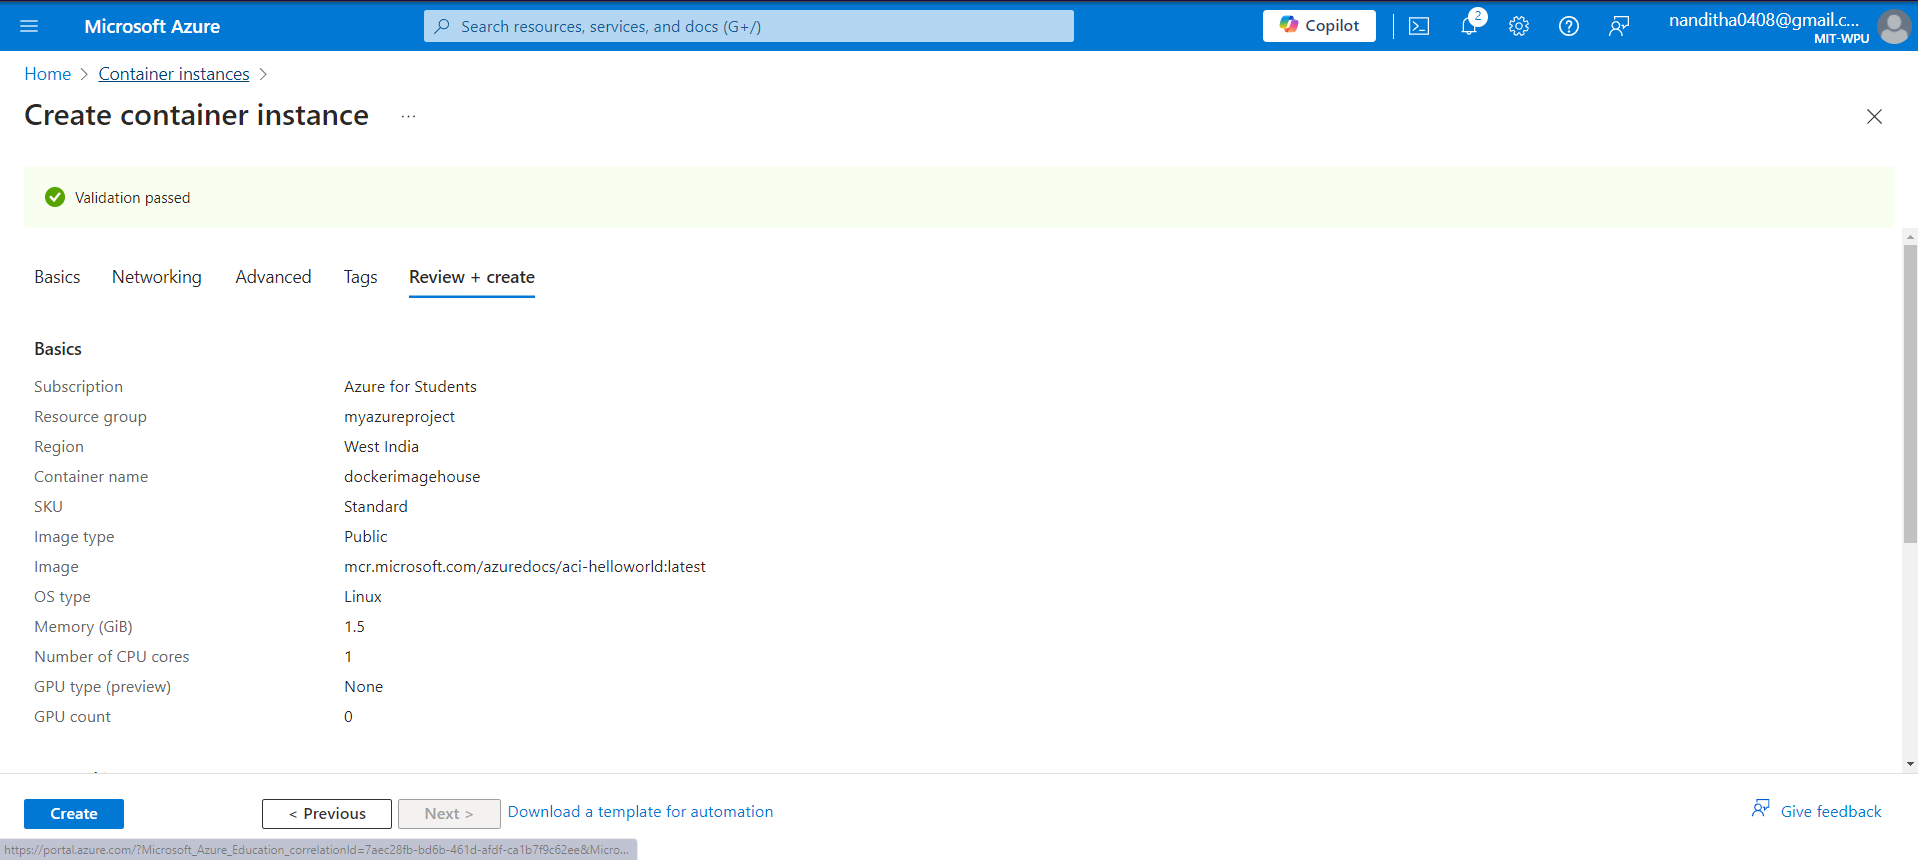 Microsoft Azure
Search resources, services, and docs (G+/)
Copilot
2
nanditha0408@gmail.c...
MIT-WPU
Home > Container instances >
Create container instance ...
Validation passed
Basics Networking Advanced Tags Review + create
Basics
Subscription Azure for Students
Resource group myazureproject
Region West India
Container name dockerimagehouse
SKU Standard
Image type Public
Image mcr.microsoft.com/azuredocs/aci-helloworld:latest
OS type Linux
Memory (GiB) 1.5
Number of CPU cores 1
GPU type (preview) None
GPU count 0
Create < Previous Next > Download a template for automation Give feedback
https://portal.azure.com/?Microsoft_Azure_Education_correlationId=7aec28fb-bd6b-461d-afdf-ca1b7f9c62ee&Micro...